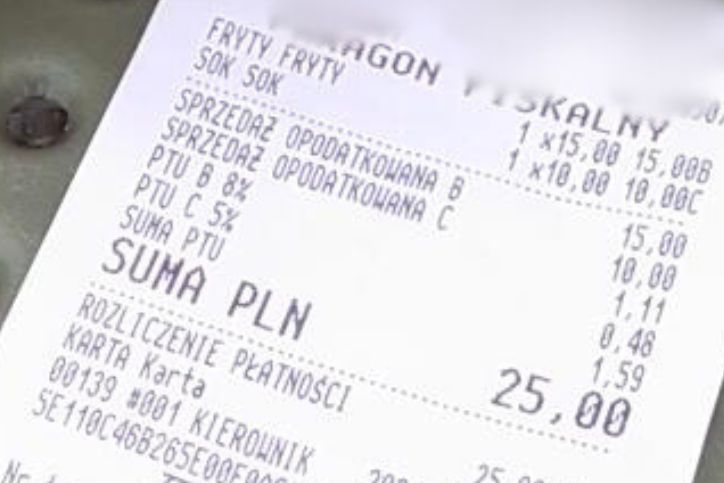 PARAGON FISKALNY
FRYTY FRYTY 1 x15,00 15,00B
SOK SOK 1 x10,00 10,00C
SPRZEDAŻ OPODATKOWANA B 15,00
SPRZEDAŻ OPODATKOWANA C 10,00
PTU B 8% 1,11
PTU C 5% 0,48
SUMA PTU 1,59
SUMA PLN 25,00
ROZLICZENIE PŁATNOŚCI
KARTA Karta
00139 #001 KIEROWNIK